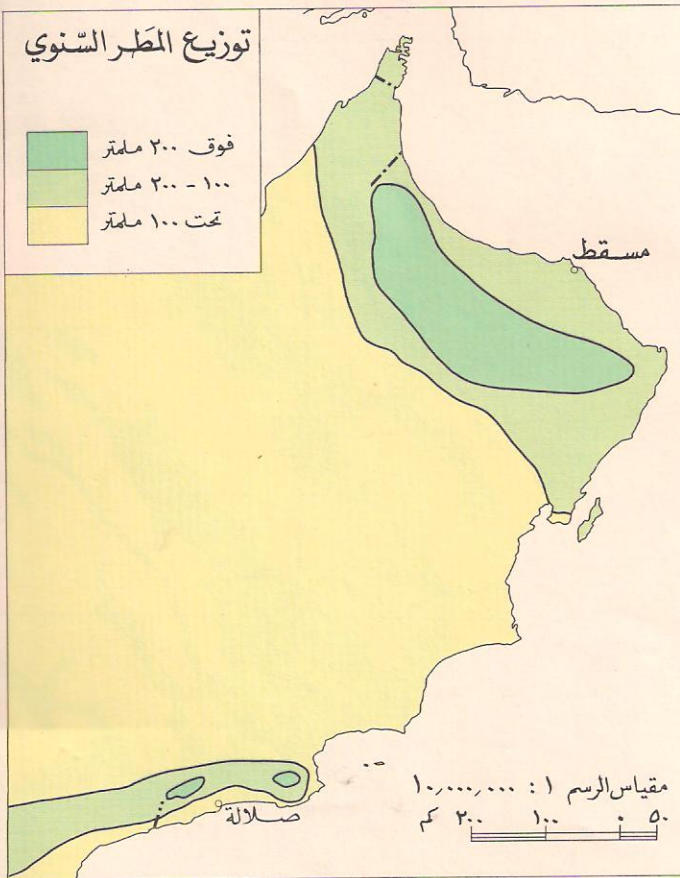 توزيع المَطَر السّنوي
فوق ٢٠٠ ملمتر
١٠٠ - ٢٠٠ ملمتر
تحت ١٠٠ ملمتر
مسقط
صلالة
مقياس الرسم ١ : ١٠٫٠٠٠٫٠٠٠
٥٠ ٠ ١٠٠ ٢٠٠ كم